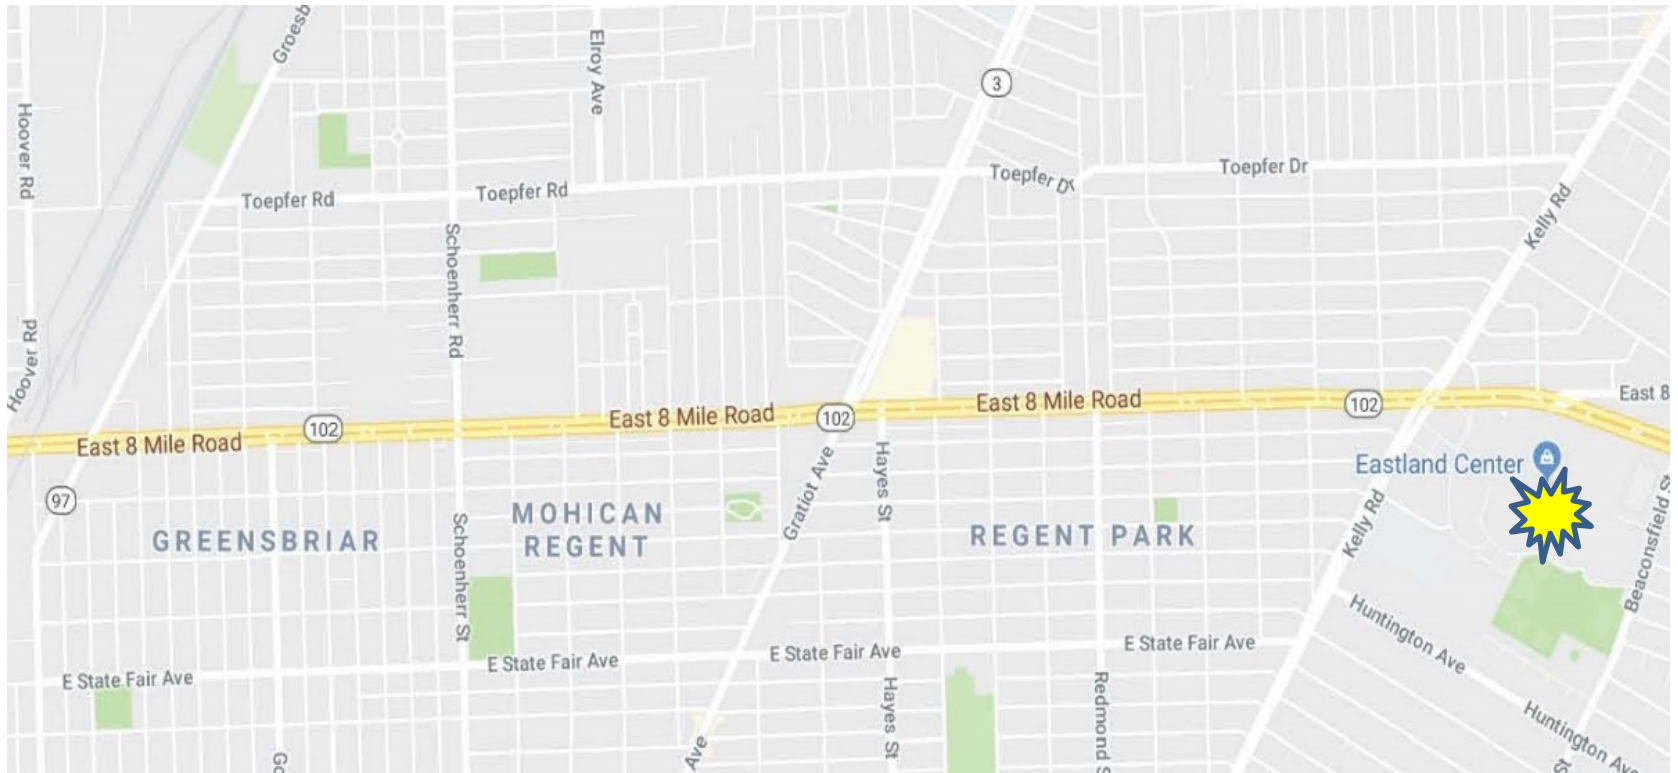 Groesb
Elroy Ave
3
Hoover Rd
Toepfer Rd
Toepfer Rd
Toepfer Dr
Toepfer Dr
Kelly Rd
Schoenherr Rd
Hoover Rd
East 8 Mile Road
102
East 8 Mile Road
102
East 8 Mile Road
102
East 8
97
GREENSBRIAR
Schoenherr St
MOHICAN
REGENT
Gratiot Ave
Hayes St
REGENT PARK
Kelly Rd
Eastland Center
Beaconsfield St
Huntington Ave
E State Fair Ave
E State Fair Ave
E State Fair Ave
E State Fair Ave
Hayes St
Redmond S
Huntington Ave
Ave
Go
St